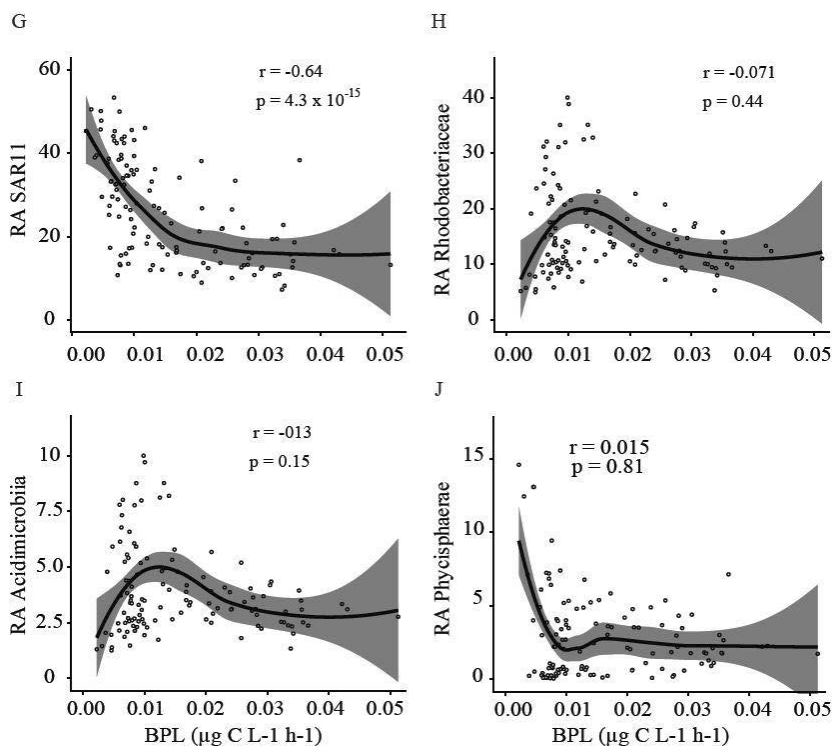 G
r = -0.64
p = 4.3 x 10-15
60
40
20
0
RA SAR11
0.00 0.01 0.02 0.03 0.04 0.05
H
r = -0.071
p = 0.44
40
30
20
10
0
RA Rhodobacteriaceae
0.00 0.01 0.02 0.03 0.04 0.05
I
r = -013
p = 0.15
10
7.5
5.0
2.5
0
RA Acidimicrobiia
0.00 0.01 0.02 0.03 0.04 0.05
BPL (µg C L-1 h-1)
J
r = 0.015
p = 0.81
15
10
5
0
RA Phycisphaerae
0.00 0.01 0.02 0.03 0.04 0.05
BPL (µg C L-1 h-1)